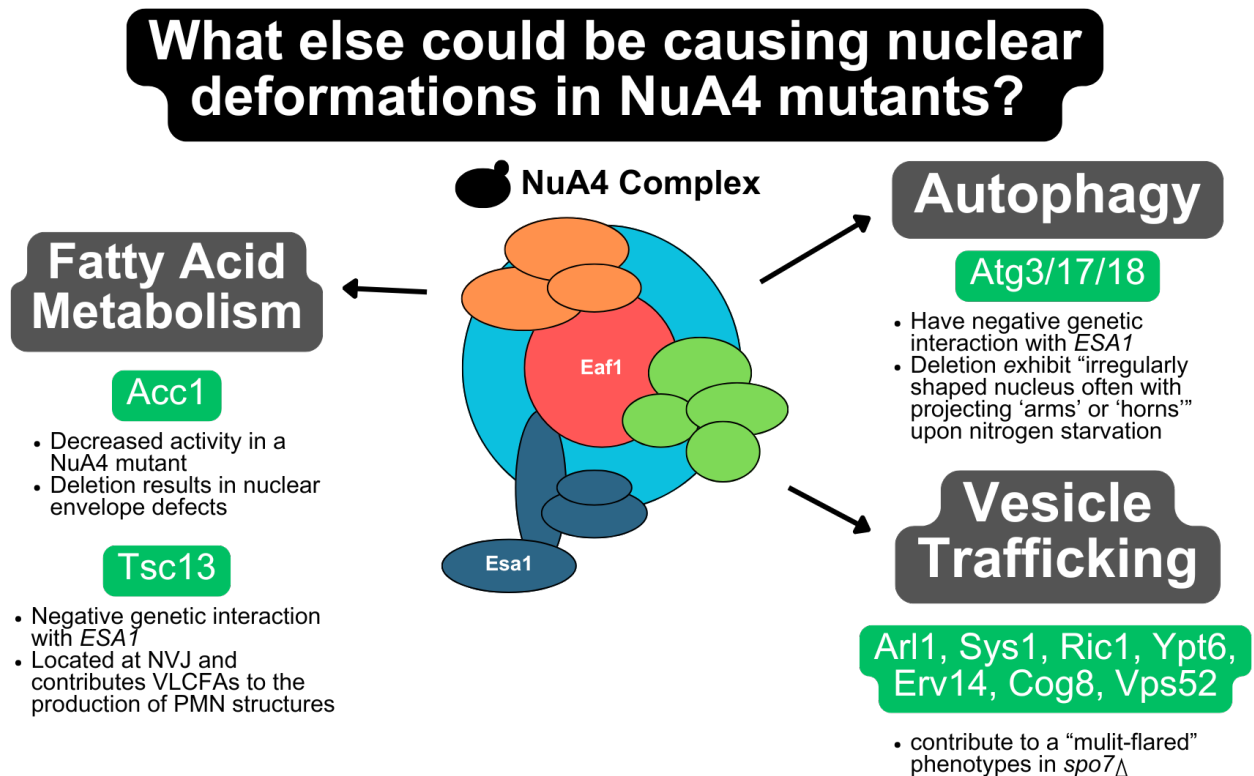 What else could be causing nuclear
deformations in NuA4 mutants?
NuA4 Complex
Fatty Acid
Metabolism
Acc1
• Decreased activity in a
NuA4 mutant
• Deletion results in nuclear
envelope defects
Tsc13
• Negative genetic interaction
with ESA1
• Located at NVJ and
contributes VLCFAs to the
production of PMN structures
Eaf1
Esa1
Autophagy
Atg3/17/18
• Have negative genetic
interaction with ESA1
• Deletion exhibit “irregularly
shaped nucleus often with
projecting ‘arms’ or ‘horns’”
upon nitrogen starvation
Vesicle
Trafficking
Arl1, Sys1, Ric1, Ypt6,
Erv14, Cog8, Vps52
• contribute to a “mulit-flared”
phenotypes in spo7Δ